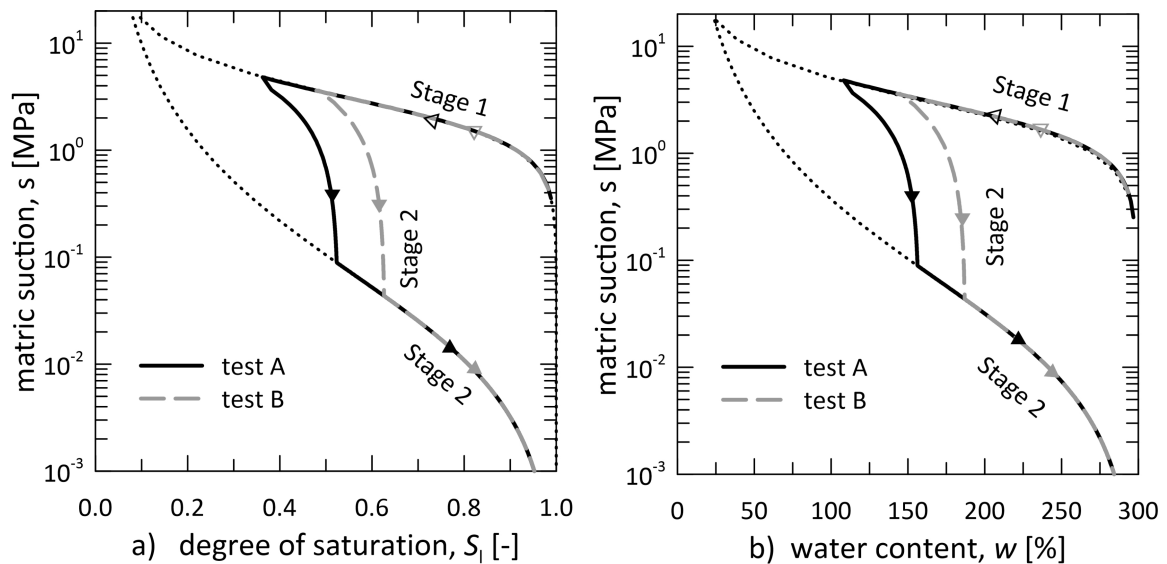 10¹
10⁰
10⁻¹
10⁻²
10⁻³
matric suction, s [MPa]
Stage 1
Stage 2
Stage 2
test A
test B
0.0 0.2 0.4 0.6 0.8 1.0
a) degree of saturation, Sₗ [-]
10¹
10⁰
10⁻¹
10⁻²
10⁻³
matric suction, s [MPa]
Stage 1
Stage 2
Stage 2
test A
test B
0 50 100 150 200 250 300
b) water content, w [%]